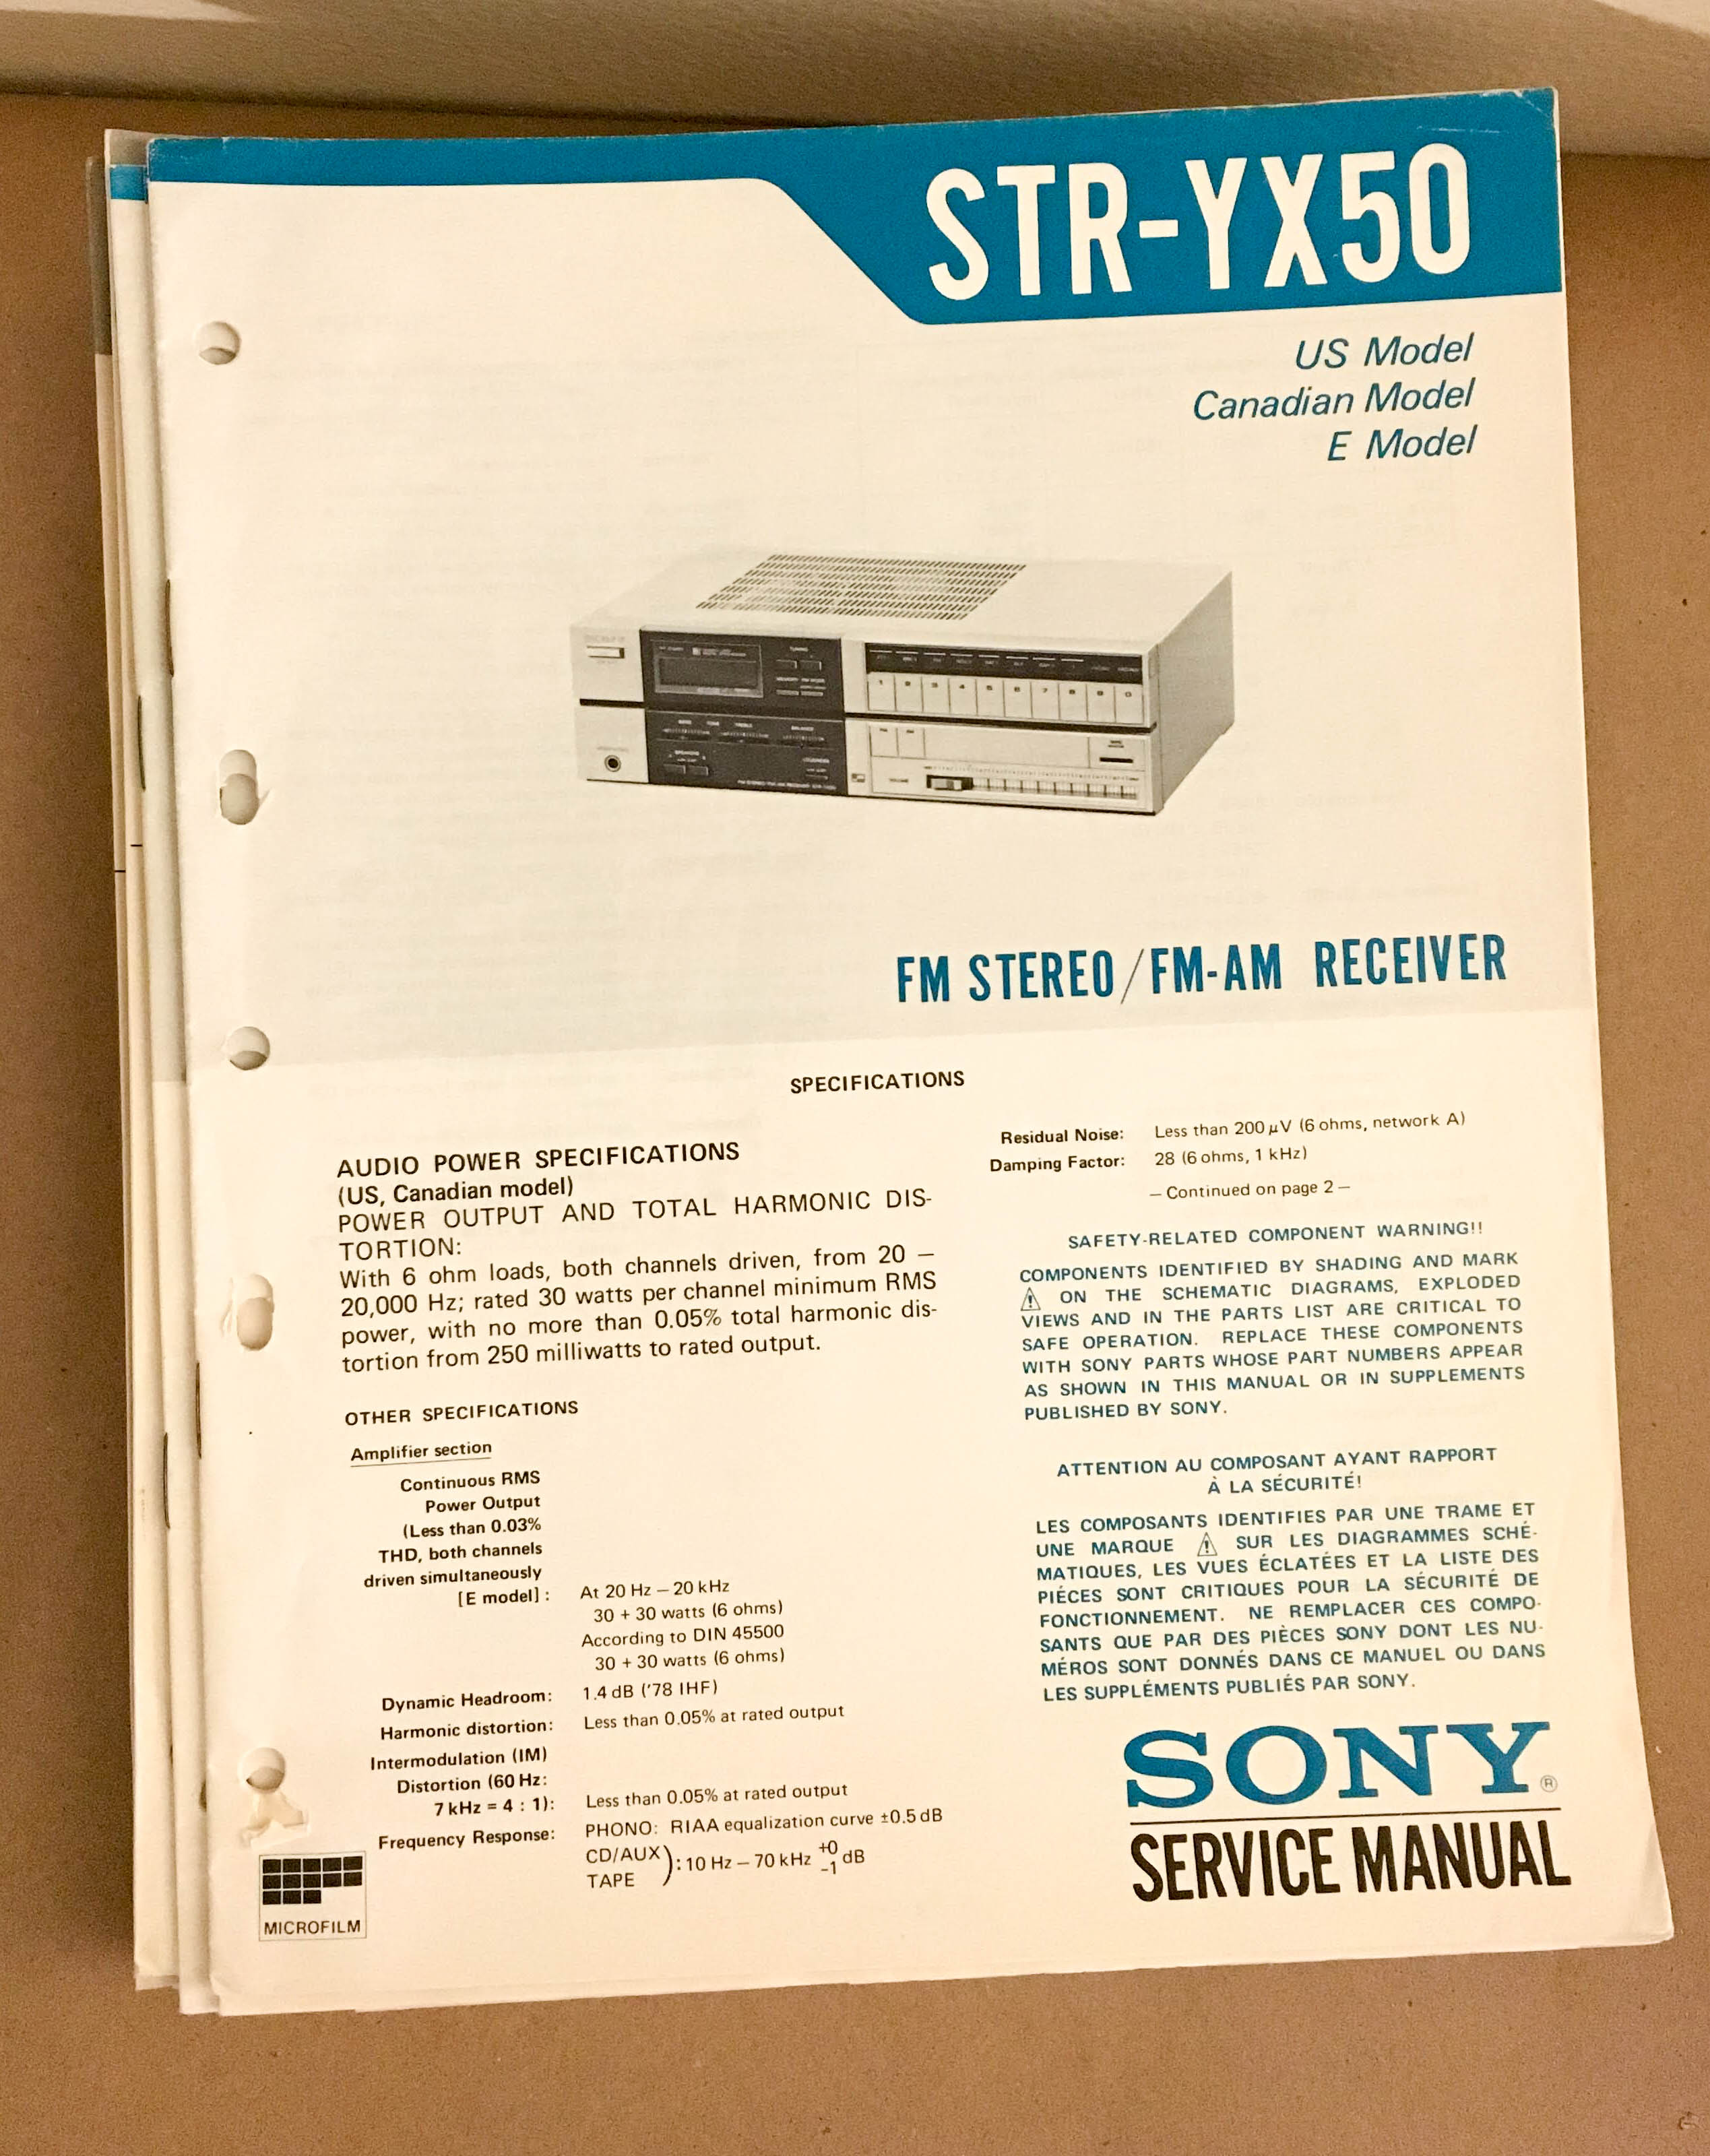 STR-YX50
US Model
Canadian Model
E Model
1 2 3 4 5 6 7 8 9 0
FM STEREO/FM-AM RECEIVER
SPECIFICATIONS
AUDIO POWER SPECIFICATIONS
(US, Canadian model)
POWER OUTPUT AND TOTAL HARMONIC DIS-
TORTION:
With 6 ohm loads, both channels driven, from 20 –
20,000 Hz; rated 30 watts per channel minimum RMS
power, with no more than 0.05% total harmonic dis-
tortion from 250 milliwatts to rated output.
OTHER SPECIFICATIONS
Amplifier section
Continuous RMS
Power Output
(Less than 0.03%
THD, both channels
driven simultaneously
[E model] : At 20 Hz – 20 kHz
30 + 30 watts (6 ohms)
According to DIN 45500
30 + 30 watts (6 ohms)
Dynamic Headroom: 1.4 dB ('78 IHF)
Harmonic distortion: Less than 0.05% at rated output
Intermodulation (IM)
Distortion (60 Hz:
7 kHz = 4 : 1): Less than 0.05% at rated output
Frequency Response: PHONO: RIAA equalization curve ±0.5 dB
CD/AUX
TAPE ) : 10 Hz – 70 kHz +0 -1 dB
MICROFILM
Residual Noise: Less than 200 μV (6 ohms, network A)
Damping Factor: 28 (6 ohms, 1 kHz)
– Continued on page 2 –
SAFETY-RELATED COMPONENT WARNING!!
COMPONENTS IDENTIFIED BY SHADING AND MARK
⚠ ON THE SCHEMATIC DIAGRAMS, EXPLODED
VIEWS AND IN THE PARTS LIST ARE CRITICAL TO
SAFE OPERATION. REPLACE THESE COMPONENTS
WITH SONY PARTS WHOSE PART NUMBERS APPEAR
AS SHOWN IN THIS MANUAL OR IN SUPPLEMENTS
PUBLISHED BY SONY.
ATTENTION AU COMPOSANT AYANT RAPPORT
À LA SÉCURITÉ!
LES COMPOSANTS IDENTIFIES PAR UNE TRAME ET
UNE MARQUE ⚠ SUR LES DIAGRAMMES SCHÉ-
MATIQUES, LES VUES ÉCLATÉES ET LA LISTE DES
PIÉCES SONT CRITIQUES POUR LA SÉCURITÉ DE
FONCTIONNEMENT. NE REMPLACER CES COMPO-
SANTS QUE PAR DES PIÈCES SONY DONT LES NU-
MÉROS SONT DONNÉS DANS CE MANUEL OU DANS
LES SUPPLÉMENTS PUBLIÉS PAR SONY.
SONY®
SERVICE MANUAL